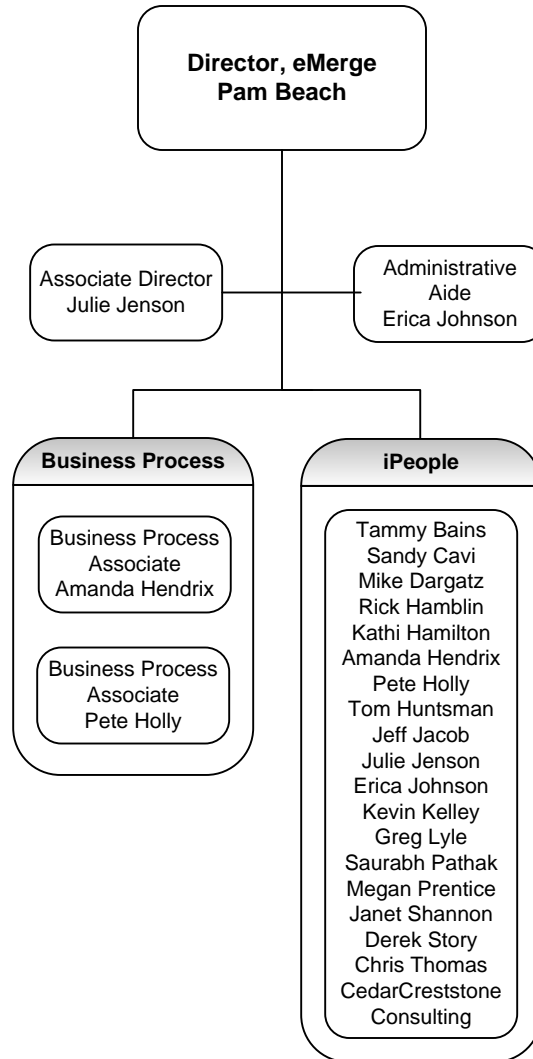 Director, eMerge
Pam Beach
Associate Director
Julie Jenson
Administrative
Aide
Erica Johnson
Business Process
Business Process
Associate
Amanda Hendrix
Business Process
Associate
Pete Holly
iPeople
Tammy Bains
Sandy Cavi
Mike Dargatz
Rick Hamblin
Kathi Hamilton
Amanda Hendrix
Pete Holly
Tom Huntsman
Jeff Jacob
Julie Jenson
Erica Johnson
Kevin Kelley
Greg Lyle
Saurabh Pathak
Megan Prentice
Janet Shannon
Derek Story
Chris Thomas
CedarCreststone
Consulting